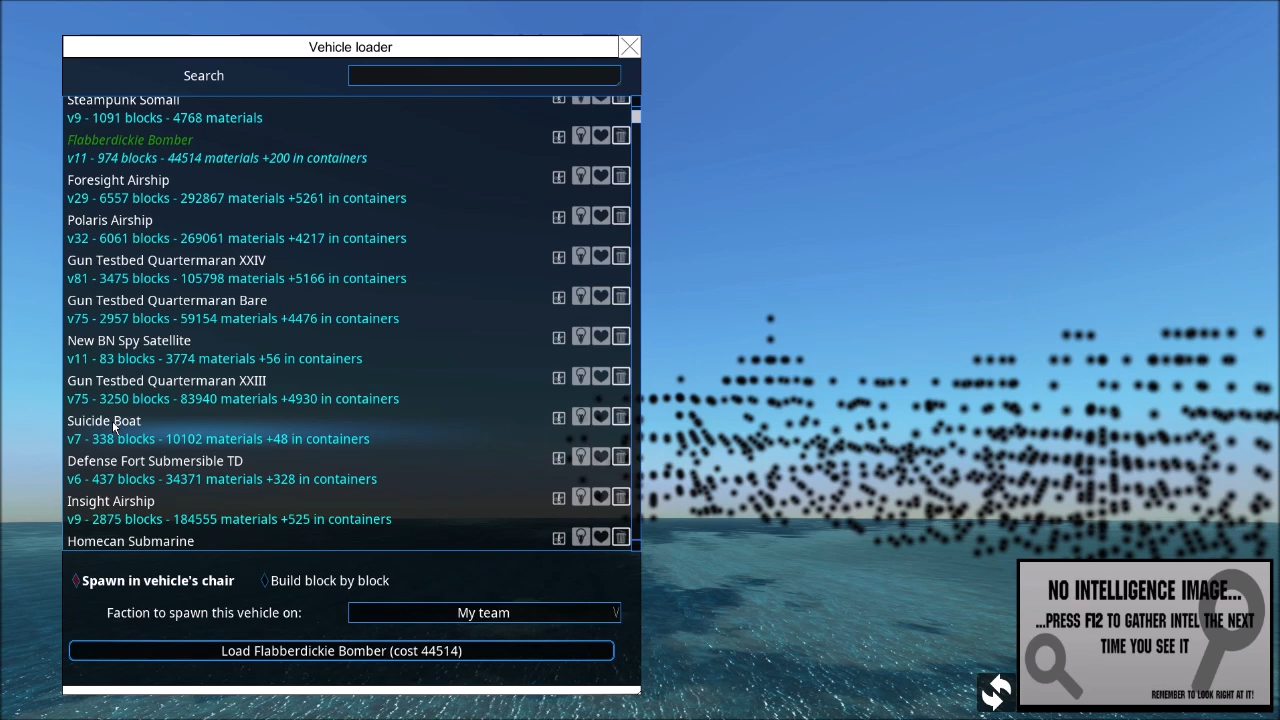 Vehicle loader
Search
Steampunk Somali
v9 - 1091 blocks - 4768 materials
Flabberdickie Bomber
v11 - 974 blocks - 44514 materials +200 in containers
Foresight Airship
v29 - 6557 blocks - 292867 materials +5261 in containers
Polaris Airship
v32 - 6061 blocks - 269061 materials +4217 in containers
Gun Testbed Quartermaran XXIV
v81 - 3475 blocks - 105798 materials +5166 in containers
Gun Testbed Quartermaran Bare
v75 - 2957 blocks - 59154 materials +4476 in containers
New BN Spy Satellite
v11 - 83 blocks - 3774 materials +56 in containers
Gun Testbed Quartermaran XXIII
v75 - 3250 blocks - 83940 materials +4930 in containers
Suicide Boat
v7 - 338 blocks - 10102 materials +48 in containers
Defense Fort Submersible TD
v6 - 437 blocks - 34371 materials +328 in containers
Insight Airship
v9 - 2875 blocks - 184555 materials +525 in containers
Homecan Submarine
Spawn in vehicle's chair Build block by block
Faction to spawn this vehicle on: My team
Load Flabberdickie Bomber (cost 44514)
NO INTELLIGENCE IMAGE...
...PRESS F12 TO GATHER INTEL THE NEXT
TIME YOU SEE IT
REMEMBER TO LOOK RIGHT AT IT!